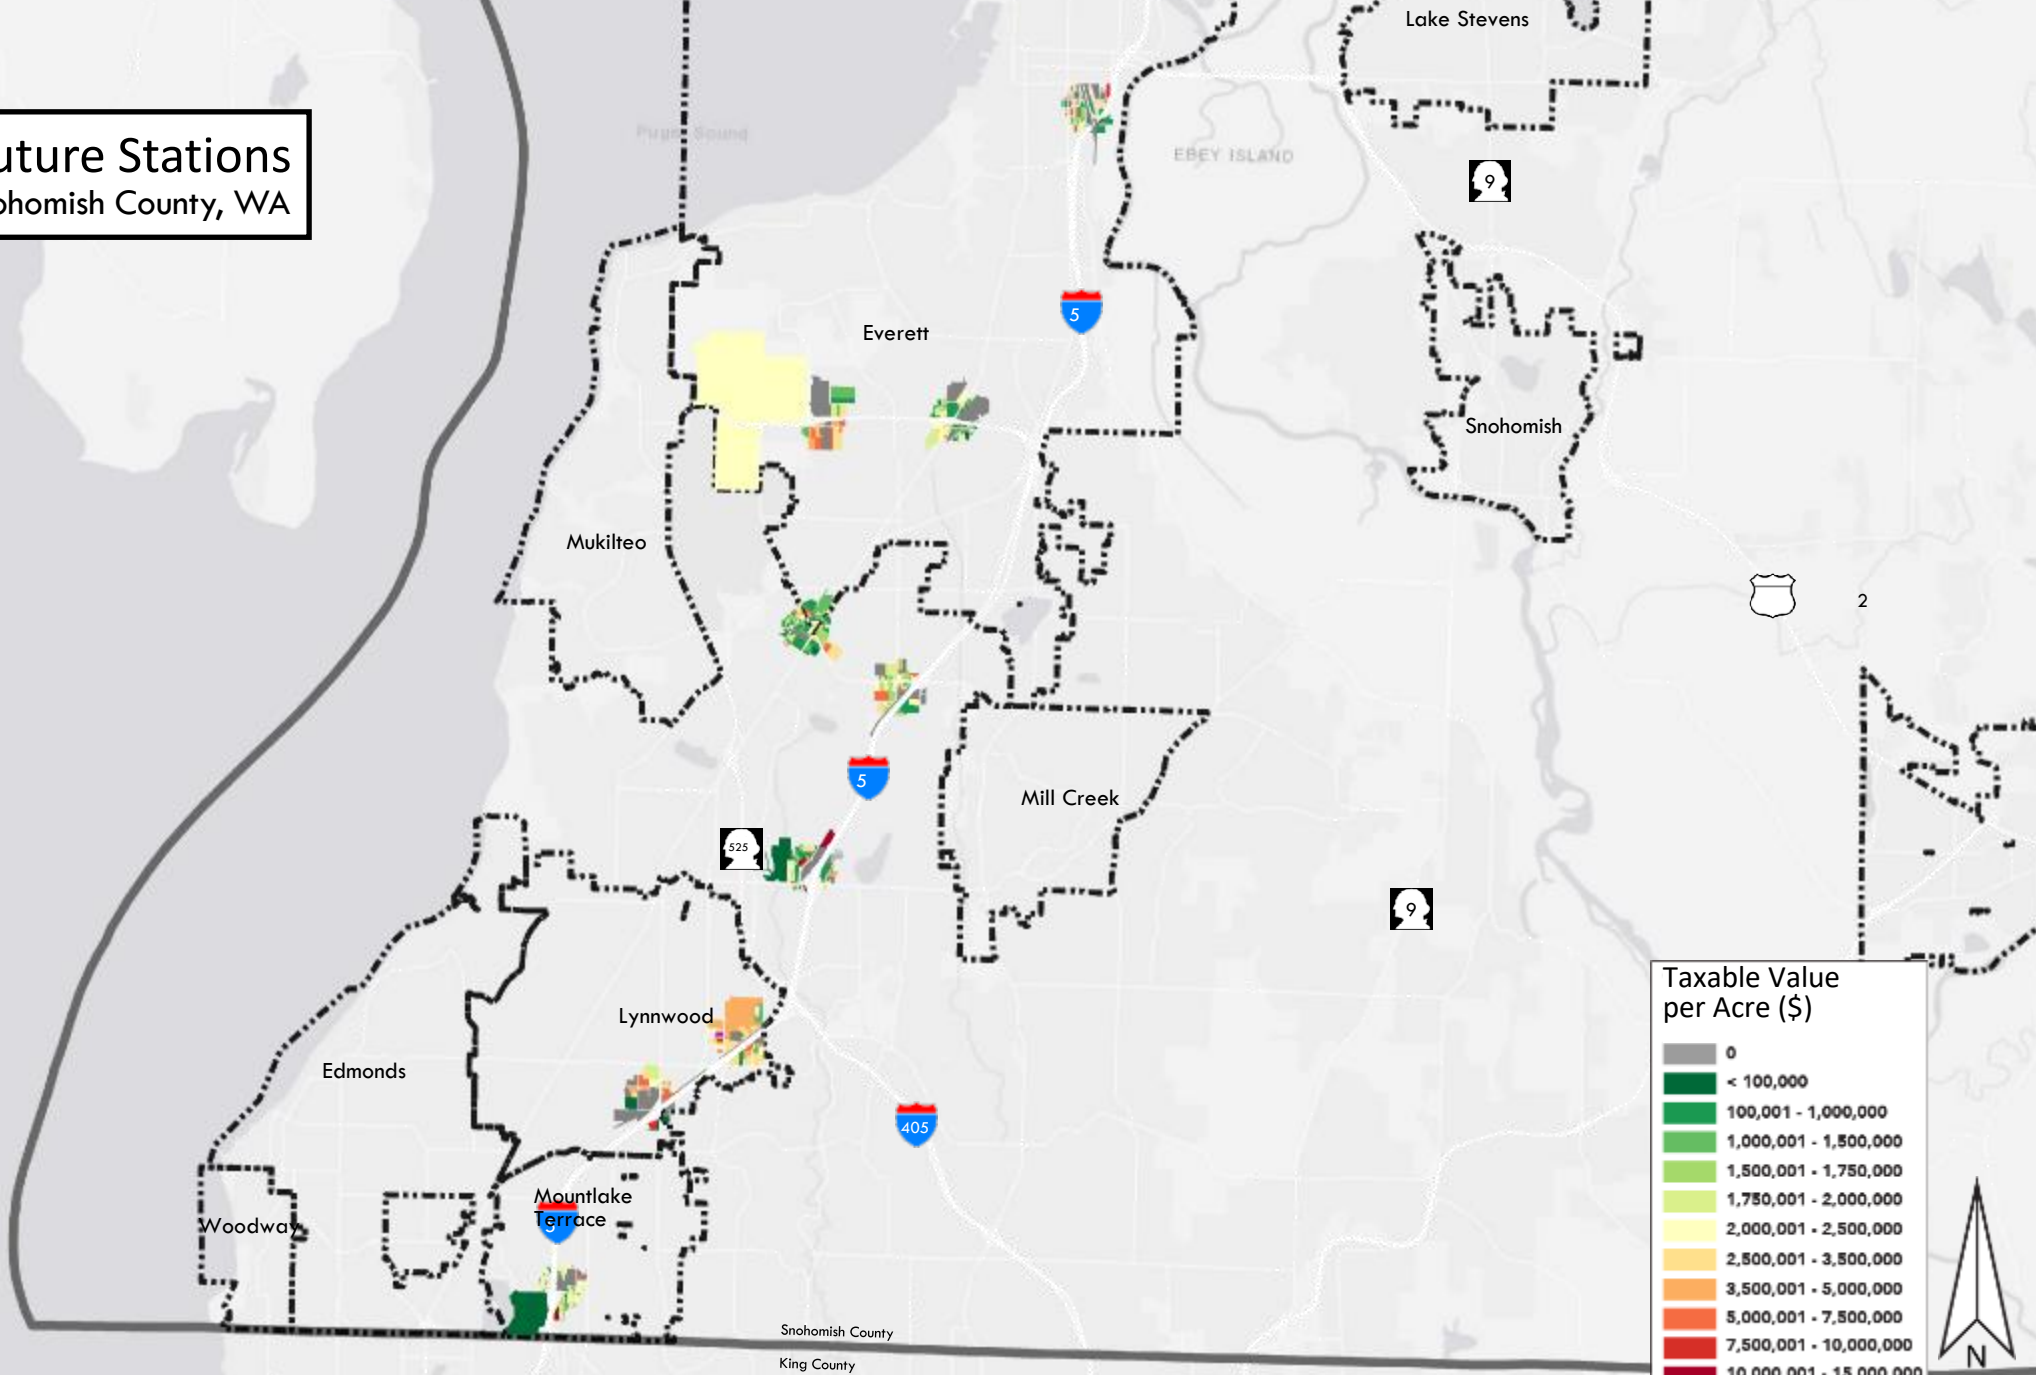 Lake Stevens
Puget Sound
uture Stations
EBEY ISLAND
9
ohomish County, WA
5
Everett
Snohomish
Mukilteo
2
5
Mill Creek
525
9
Taxable Value
per Acre ($)
Lynnwood
0
Edmonds
< 100,000
100,001 - 1,000,000
405
1,000,001 - 1,500,000
1,500,001 - 1,750,000
Mountlake
Terrace
1,750,001 - 2,000,000
Woodway
5
2,000,001 - 2,500,000
2,500,001 - 3,500,000
3,500,001 - 5,000,000
5,000,001 - 7,500,000
Snohomish County
7,500,001 - 10,000,000
King County
N
10,000,001 - 15,000,000